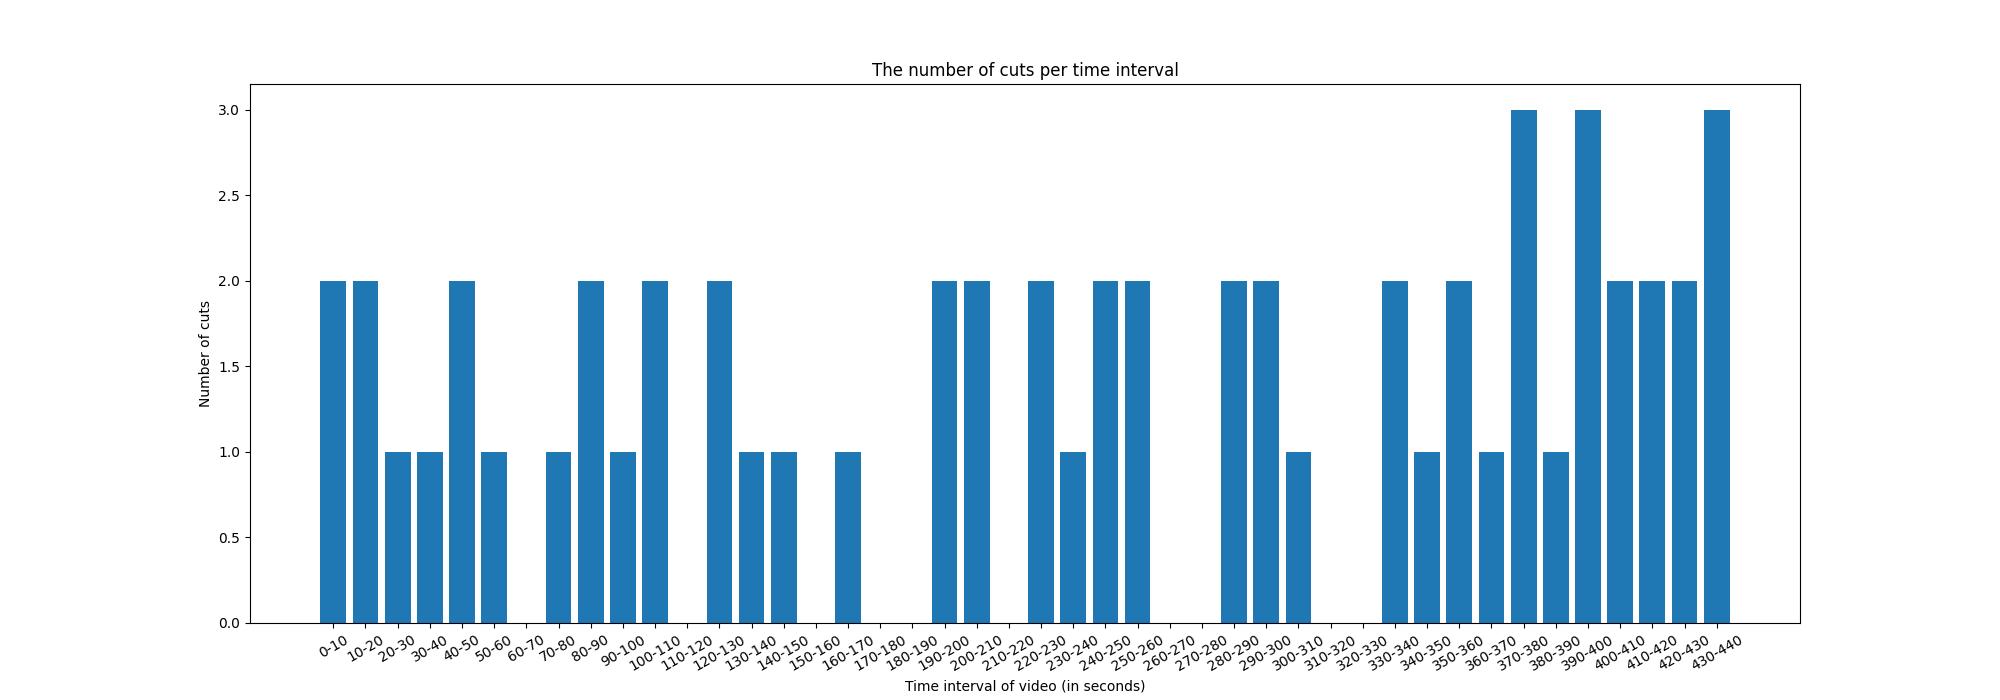 The number of cuts per time interval
3.0
2.5
2.0
1.5
1.0
0.5
0.0
Number of cuts
0-10 10-20 20-30 30-40 40-50 50-60 60-70 70-80 80-90 90-100 100-110 110-120 120-130 130-140 140-150 150-160 160-170 170-180 180-190 190-200 200-210 210-220 220-230 230-240 240-250 250-260 260-270 270-280 280-290 290-300 300-310 310-320 320-330 330-340 340-350 350-360 360-370 370-380 380-390 390-400 400-410 410-420 420-430 430-440
Time interval of video (in seconds)